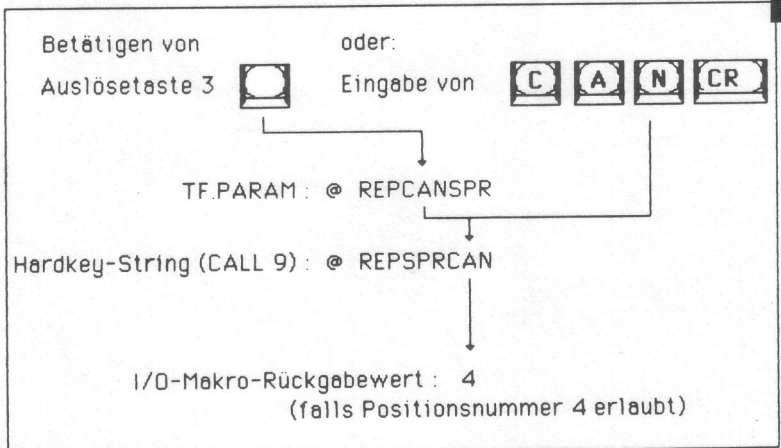 Betätigen von oder:
Auslösetaste 3 Eingabe von C A N CR
TF.PARAM : @ REPCANSPR
Hardkey-String (CALL 9) : @ REPSPRCAN
I/O-Makro-Rückgabewert : 4
(falls Positionsnummer 4 erlaubt)